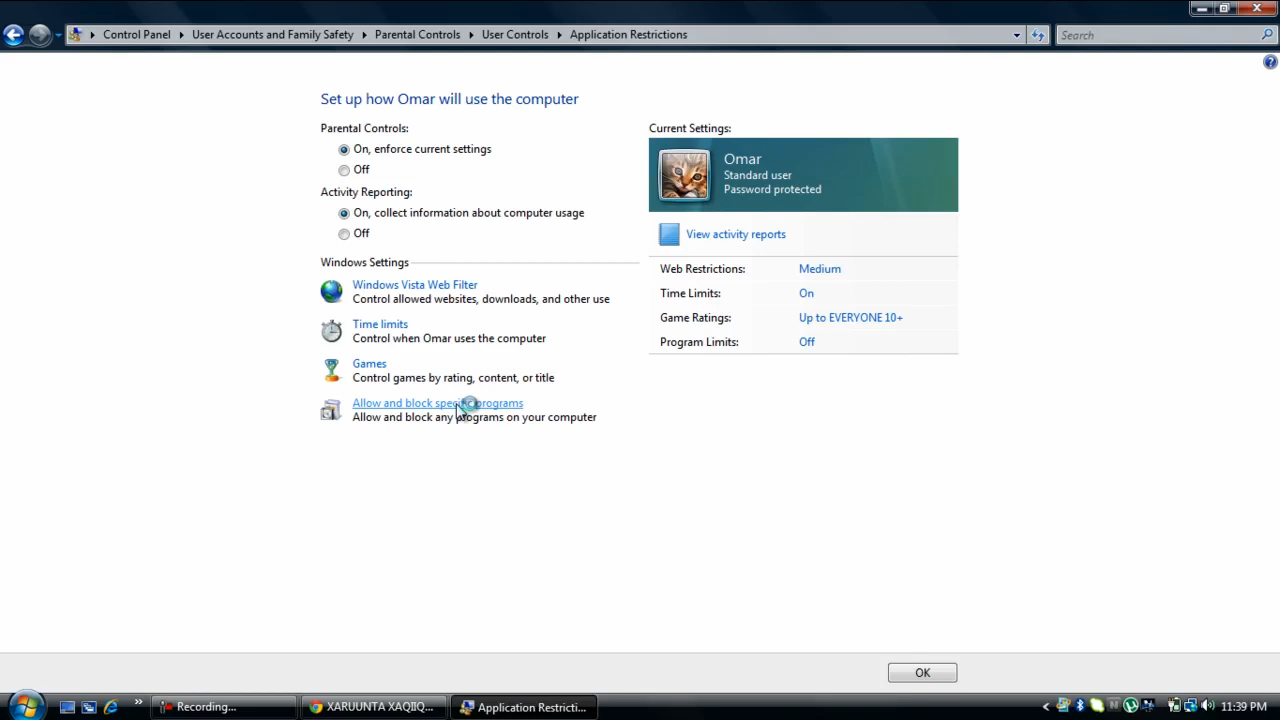 Control Panel ▸ User Accounts and Family Safety ▸ Parental Controls ▸ User Controls ▸ Application Restrictions
Search
Set up how Omar will use the computer
Parental Controls:
On, enforce current settings
Off
Activity Reporting:
On, collect information about computer usage
Off
Windows Settings
Windows Vista Web Filter
Control allowed websites, downloads, and other use
Time limits
Control when Omar uses the computer
Games
Control games by rating, content, or title
Allow and block specific programs
Allow and block any programs on your computer
Current Settings:
Omar
Standard user
Password protected
View activity reports
Web Restrictions: Medium
Time Limits: On
Game Ratings: Up to EVERYONE 10+
Program Limits: Off
OK
Recording...
XARUUNTA XAQIIQ...
Application Restricti...
11:39 PM